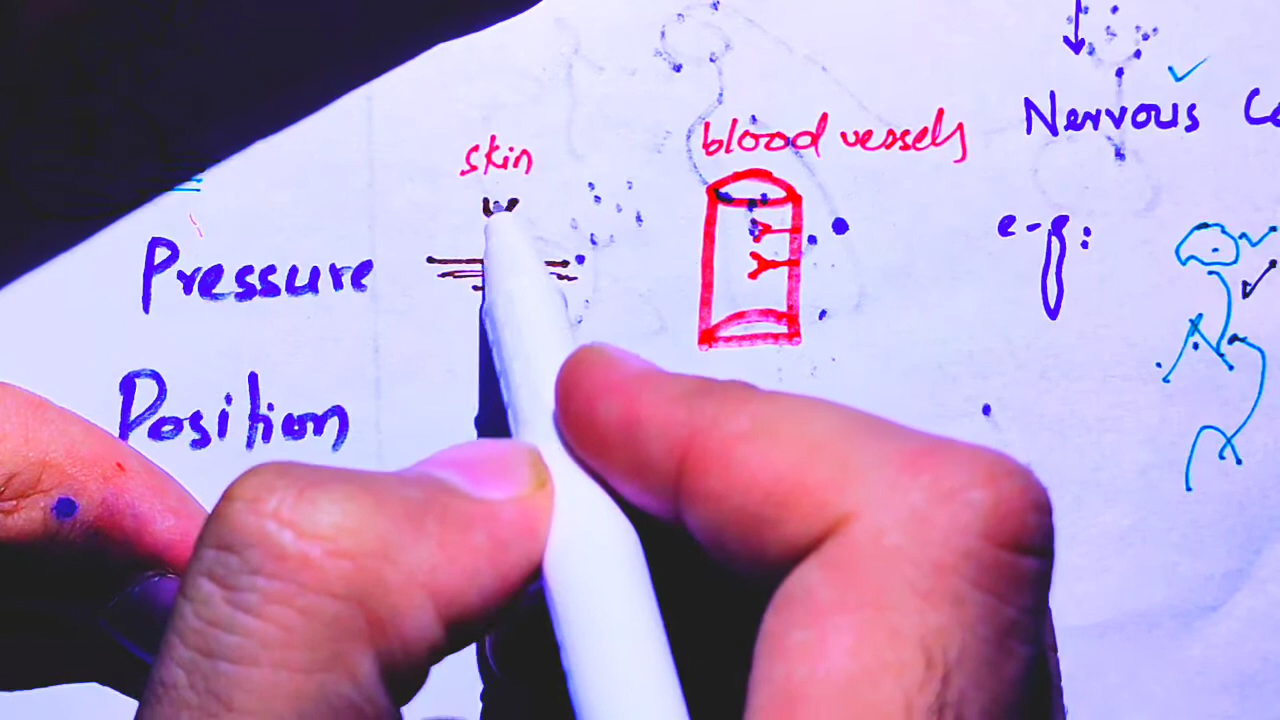 Nervous
skin
blood vessels
e-g:
Pressure
Position